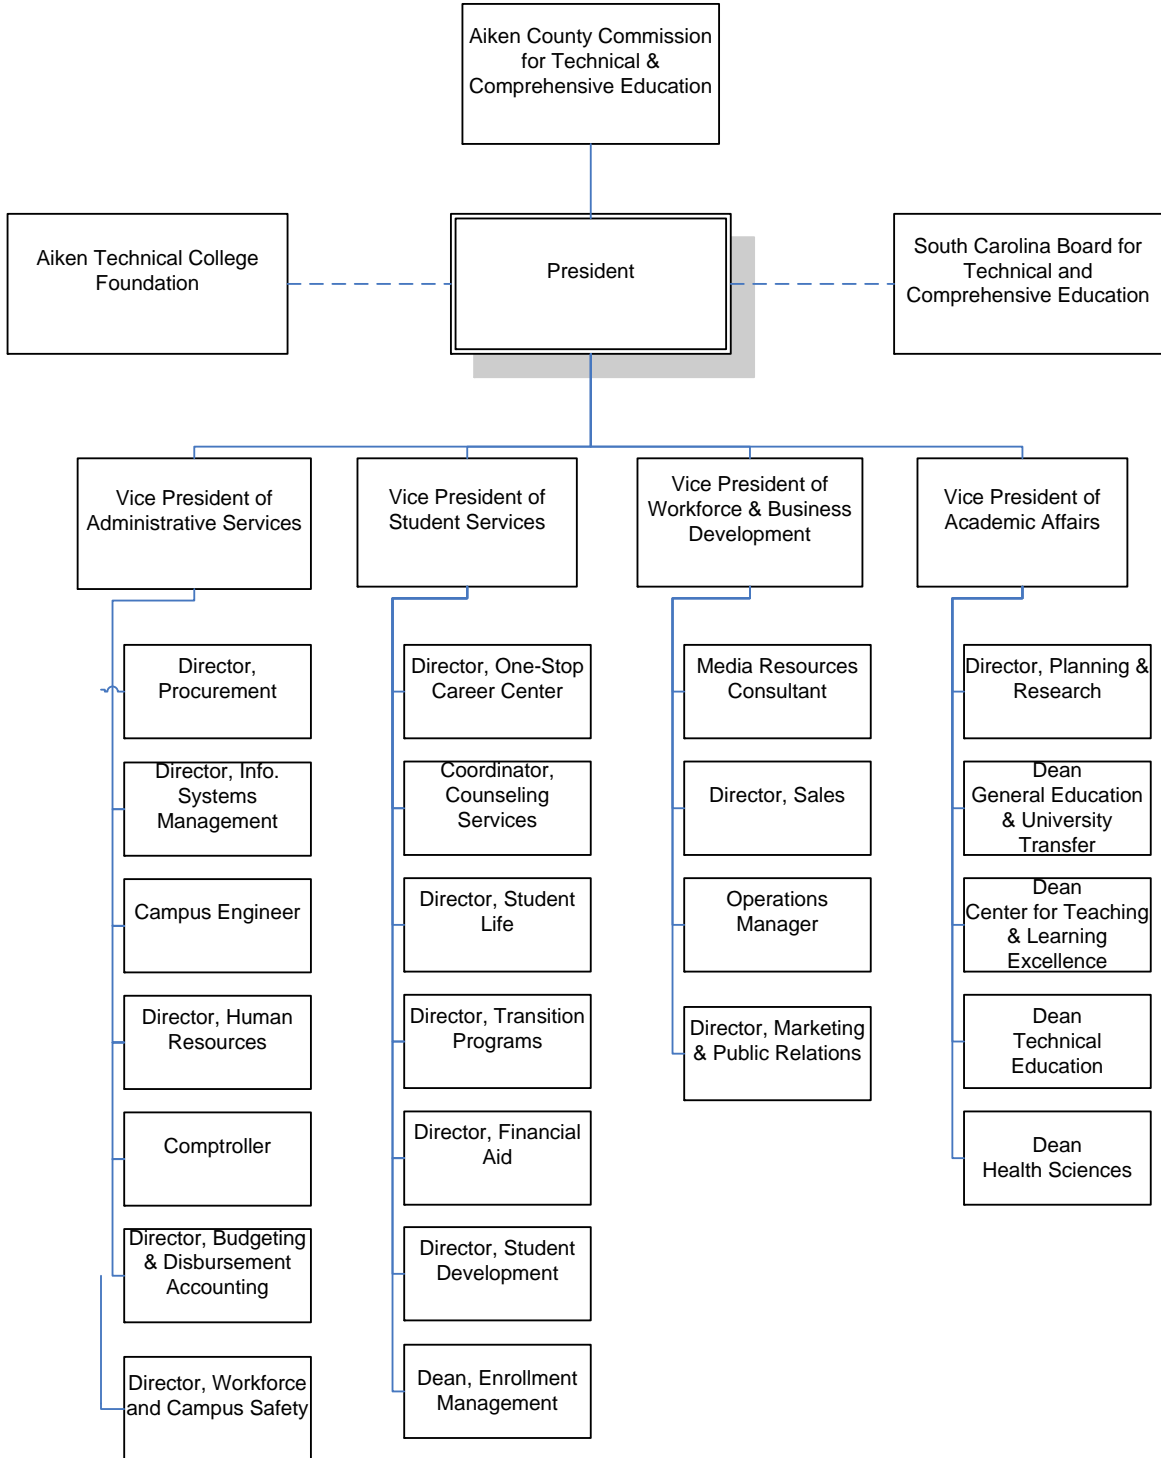 Aiken County Commission
for Technical &
Comprehensive Education
Aiken Technical College
Foundation
President
South Carolina Board for
Technical and
Comprehensive Education
Vice President of
Administrative Services
Vice President of
Student Services
Vice President of
Workforce & Business
Development
Vice President of
Academic Affairs
Director,
Procurement
Director, Info.
Systems
Management
Campus Engineer
Director, Human
Resources
Comptroller
Director, Budgeting
& Disbursement
Accounting
Director, Workforce
and Campus Safety
Director, One-Stop
Career Center
Coordinator,
Counseling
Services
Director, Student
Life
Director, Transition
Programs
Director, Financial
Aid
Director, Student
Development
Dean, Enrollment
Management
Media Resources
Consultant
Director, Sales
Operations
Manager
Director, Marketing
& Public Relations
Director, Planning &
Research
Dean
General Education
& University
Transfer
Dean
Center for Teaching
& Learning
Excellence
Dean
Technical
Education
Dean
Health Sciences